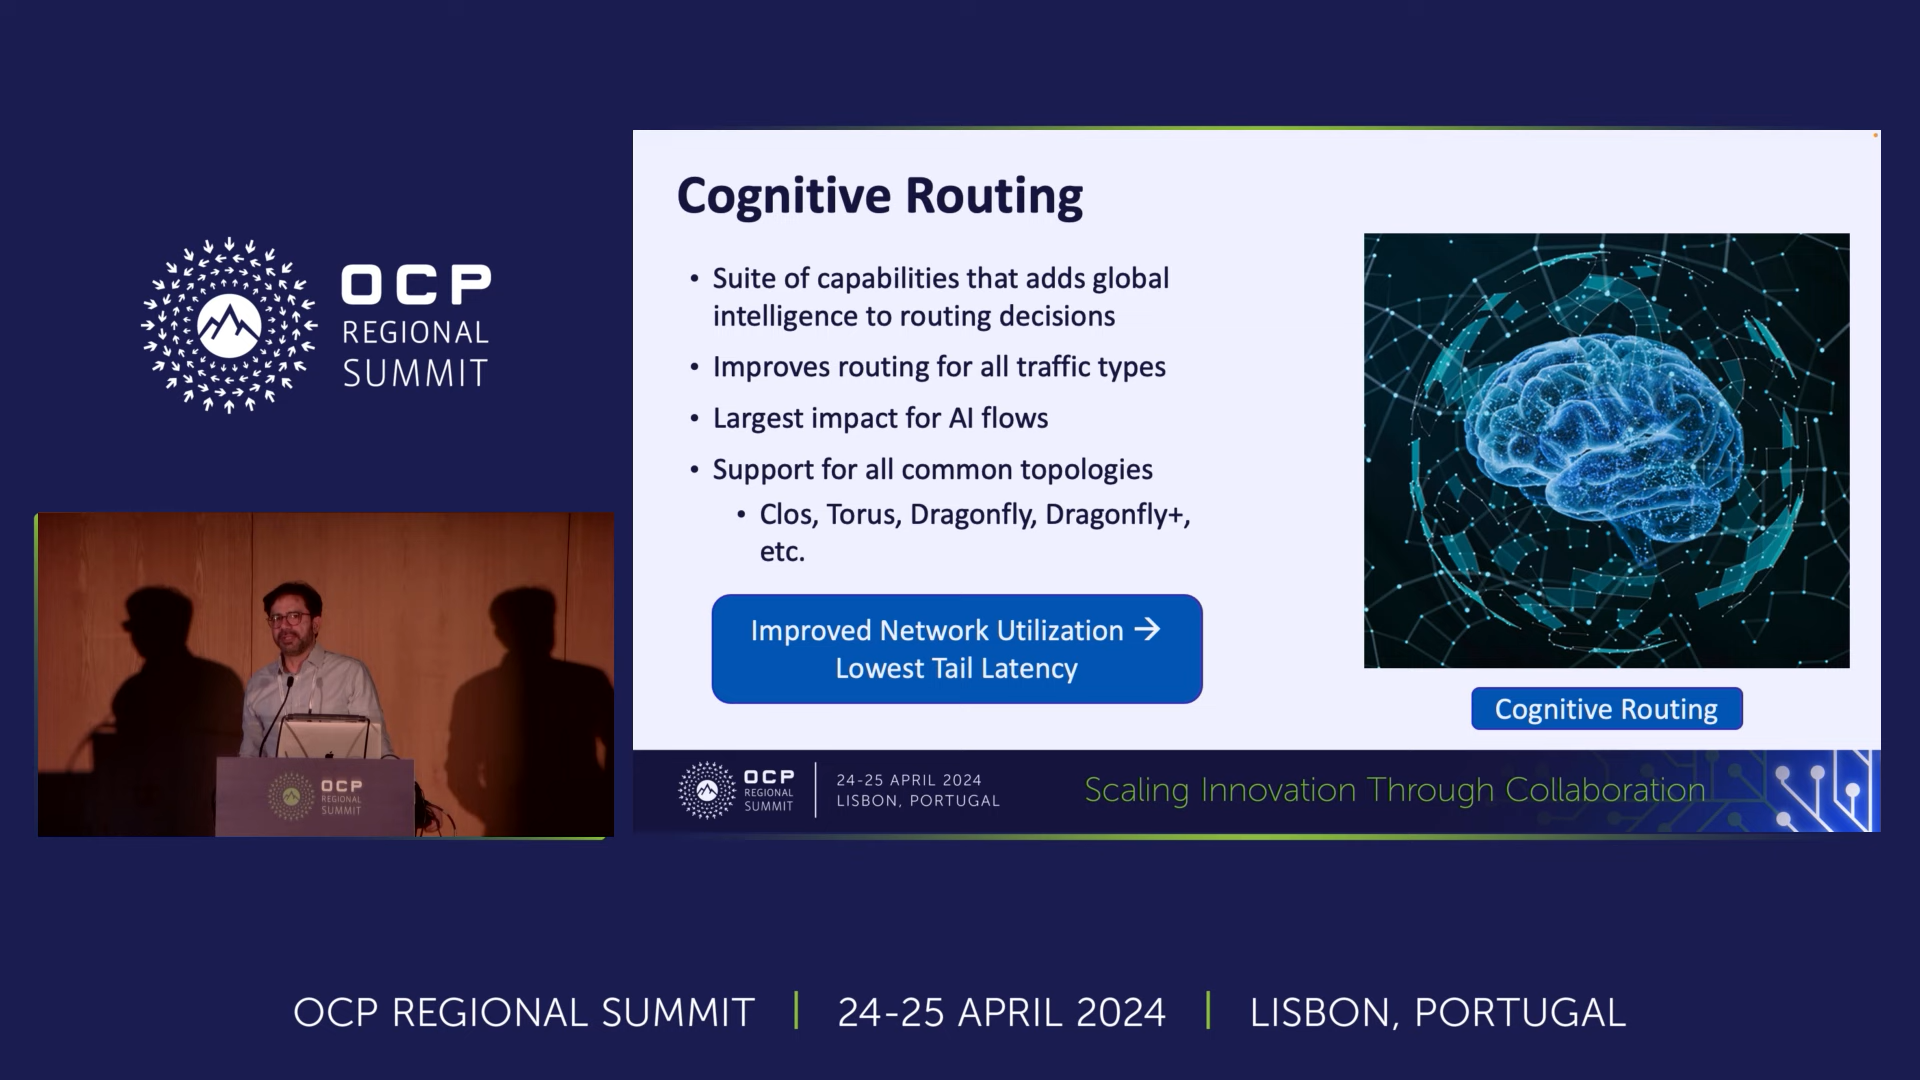 OCP
REGIONAL
SUMMIT
Cognitive Routing
• Suite of capabilities that adds global
intelligence to routing decisions
• Improves routing for all traffic types
• Largest impact for AI flows
• Support for all common topologies
• Clos, Torus, Dragonfly, Dragonfly+,
etc.
Improved Network Utilization →
Lowest Tail Latency
Cognitive Routing
OCP
REGIONAL
SUMMIT
24-25 APRIL 2024
LISBON, PORTUGAL
Scaling Innovation Through Collaboration
OCP
REGIONAL
SUMMIT
OCP REGIONAL SUMMIT | 24-25 APRIL 2024 | LISBON, PORTUGAL